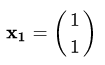 x₁ = (1
1)